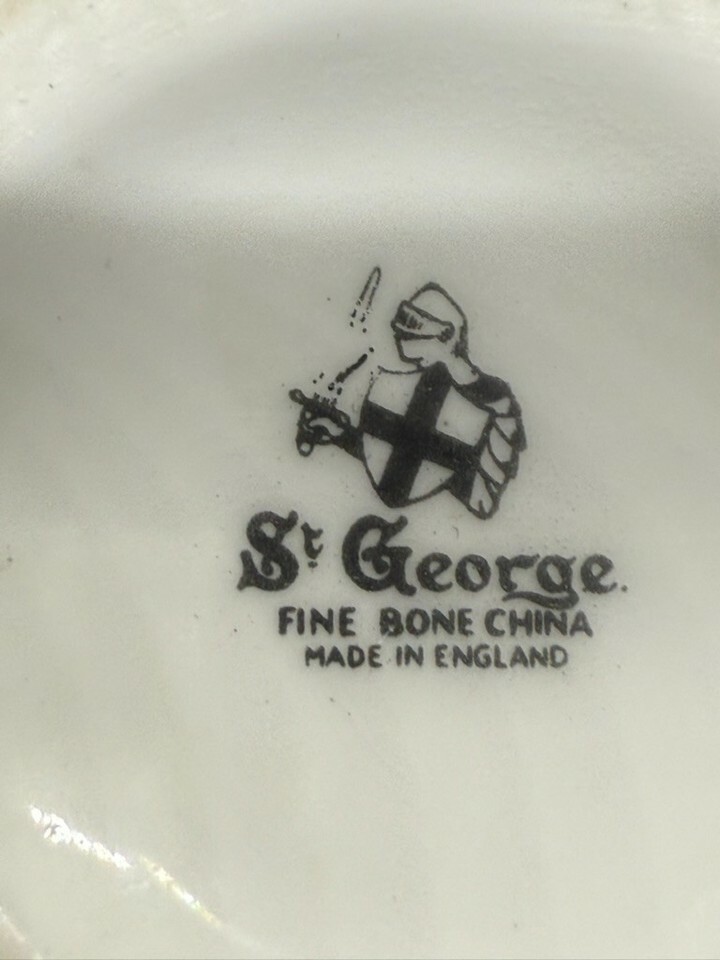 St George.
FINE BONE CHINA
MADE IN ENGLAND